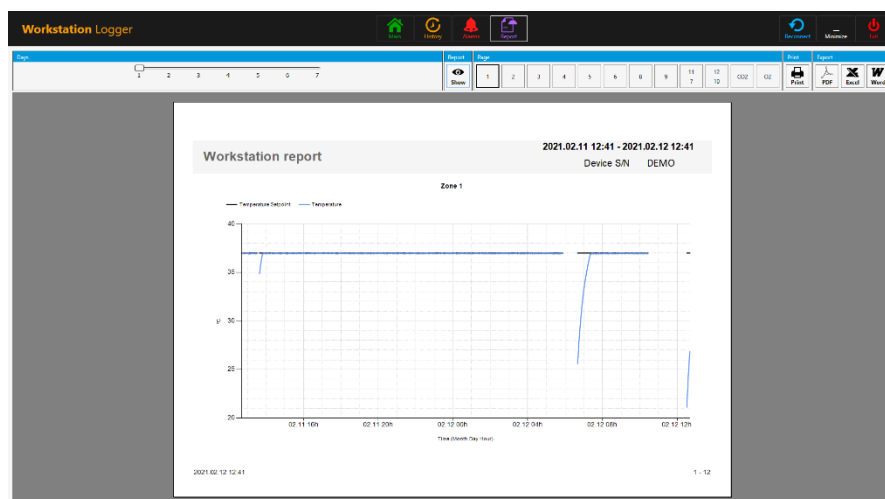 Workstation Logger
Main History Alarms Report
Reconnect Minimize Exit
Days
1 2 3 4 5 6 7
Report Page Print Export
Show 1 2 3 4 5 6 8 9 11 7 12 10 CO2 O2 Print PDF Excel Word
Workstation report
2021.02.11 12:41 - 2021.02.12 12:41
Device S/N DEMO
Zone 1
Temperature Setpoint Temperature
40
35
°C
30
25
20
02.11 16h 02.11 20h 02.12 00h 02.12 04h 02.12 08h 02.12 12h
Time (Month.Day Hour)
2021.02.12 12:41
1 - 12